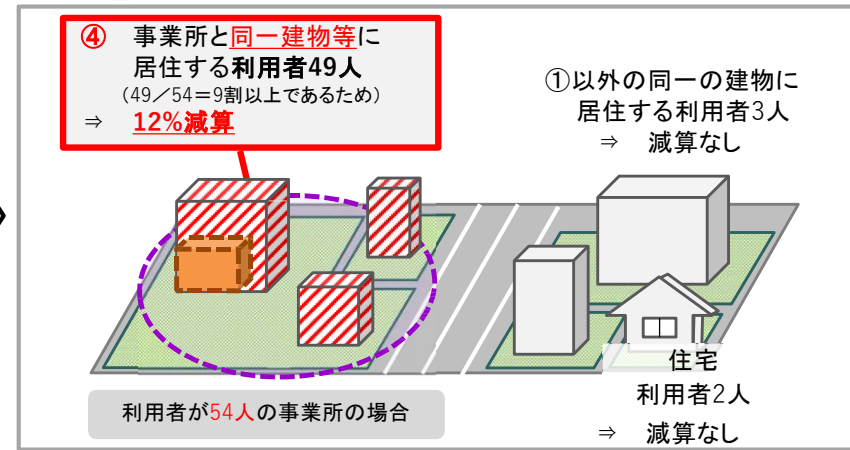 ④ 事業所と同一建物等に
居住する利用者49人
（49／54＝9割以上であるため）
⇒ 12%減算
①以外の同一の建物に
居住する利用者3人
⇒ 減算なし
住宅
利用者2人
⇒ 減算なし
利用者が54人の事業所の場合